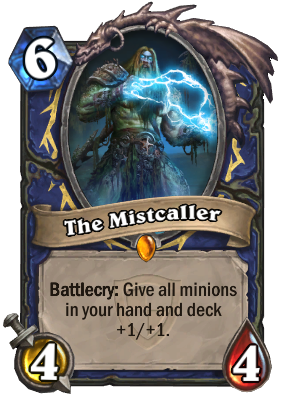 6
The Mistcaller
Battlecry: Give all minions
in your hand and deck
+1/+1.
4 4